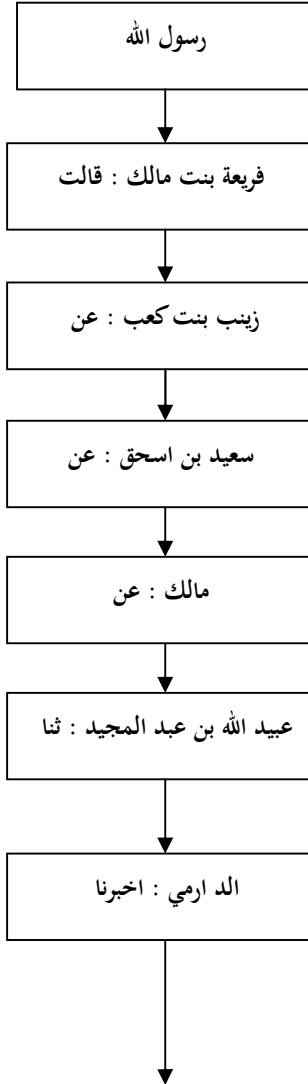 رسول الله
فريعة بنت مالك : قالت
زينب بنت كعب : عن
سعيد بن اسحق : عن
مالك : عن
عبيد الله بن عبد المجيد : ثنا
الد ارمي : اخبرنا